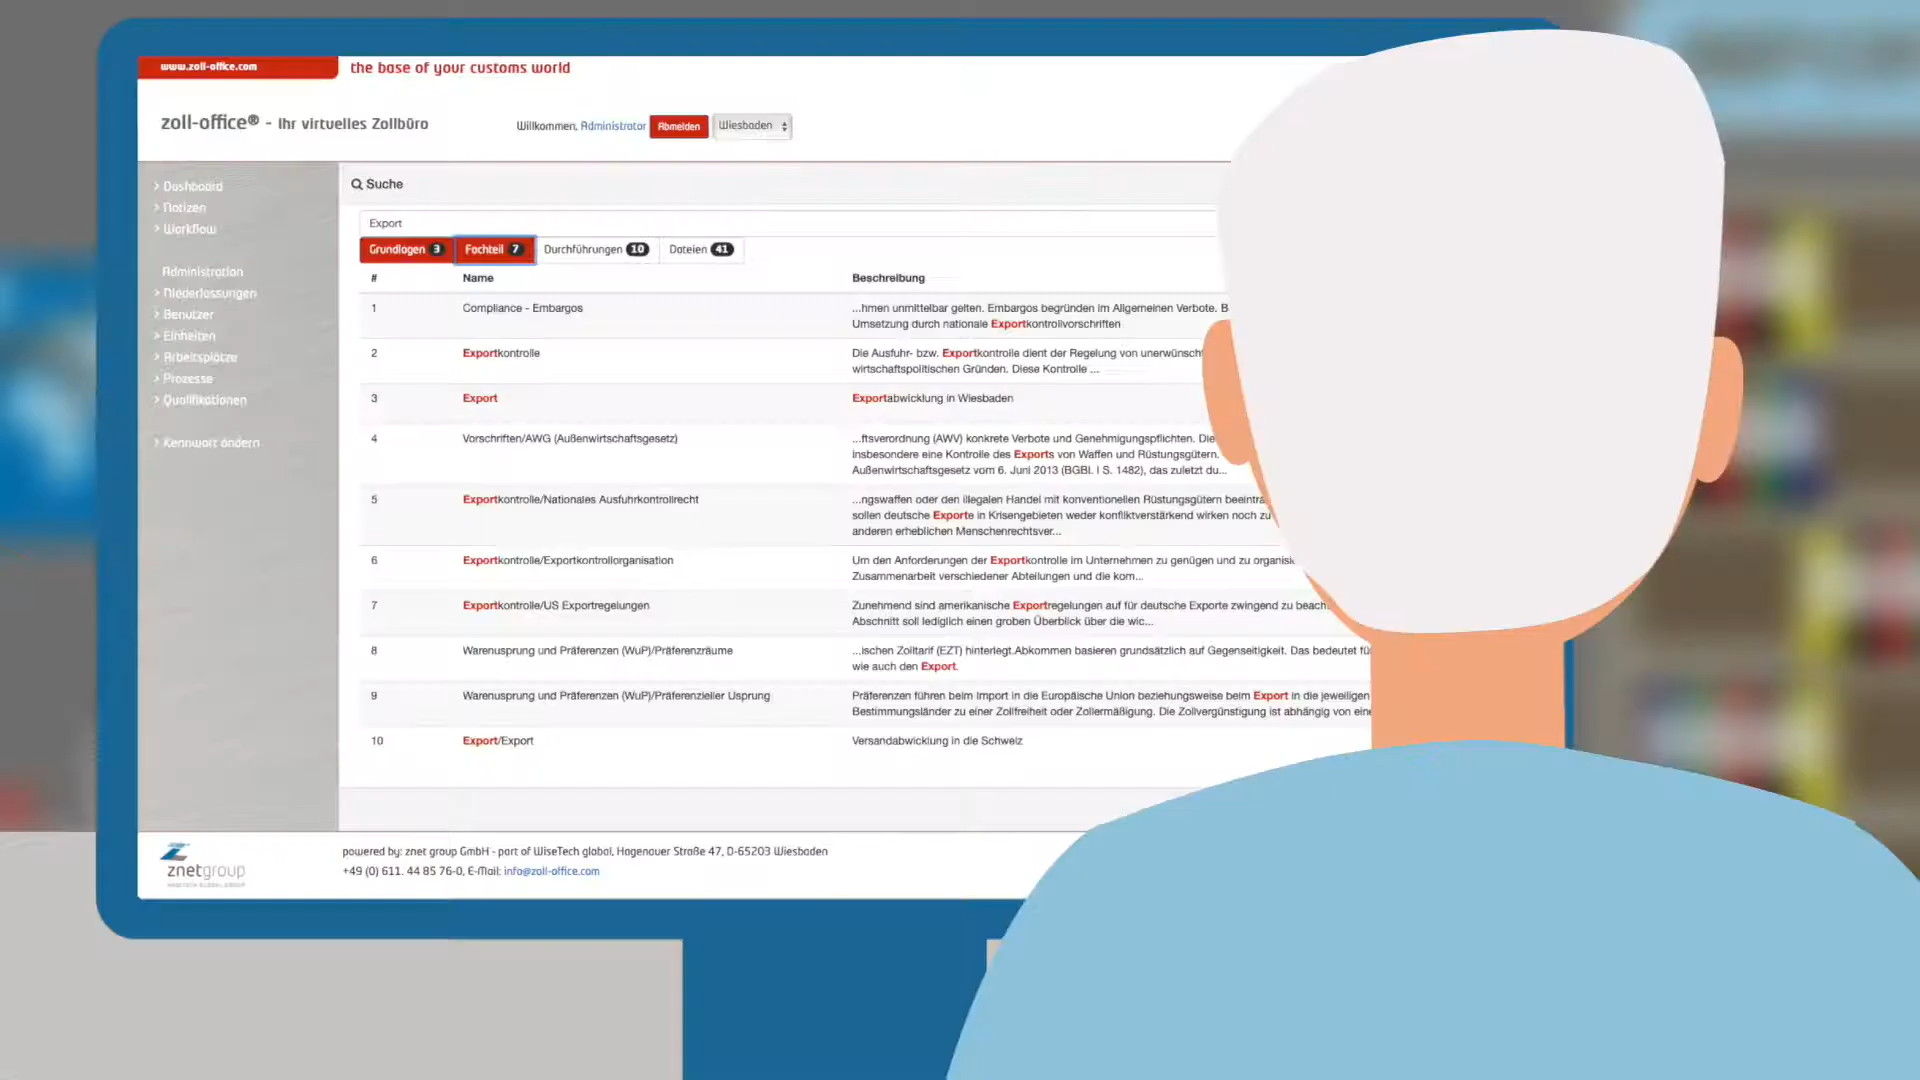 www.zoll-office.com
the base of your customs world
zoll-office® - Ihr virtuelles Zollbüro
Willkommen, Administrator Abmelden Wiesbaden
> Dashboard
> Notizen
> Workflow
Administration
> Niederlassungen
> Benutzer
> Einheiten
> Arbeitsplätze
> Prozesse
> Qualifikationen
> Kennwort ändern
Suche
Export
Grundlagen 3 Fachteil 7 Durchführungen 10 Dateien 41
# Name Beschreibung
1 Compliance - Embargos ...hmen unmittelbar gelten. Embargos begründen im Allgemeinen Verbote. B
Umsetzung durch nationale Exportkontrollvorschriften
2 Exportkontrolle Die Ausfuhr- bzw. Exportkontrolle dient der Regelung von unerwünscht
wirtschaftspolitischen Gründen. Diese Kontrolle ...
3 Export Exportabwicklung in Wiesbaden
4 Vorschriften/AWG (Außenwirtschaftsgesetz) ...ftsverordnung (AWV) konkrete Verbote und Genehmigungspflichten. Die
insbesondere eine Kontrolle des Exports von Waffen und Rüstungsgütern.
Außenwirtschaftsgesetz vom 6. Juni 2013 (BGBl. I S. 1482), das zuletzt du...
5 Exportkontrolle/Nationales Ausfuhrkontrollrecht ...ngswaffen oder den illegalen Handel mit konventionellen Rüstungsgütern beeinträ
sollen deutsche Exporte in Krisengebieten weder konfliktverstärkend wirken noch zu
anderen erheblichen Menschenrechtsver...
6 Exportkontrolle/Exportkontrollorganisation Um den Anforderungen der Exportkontrolle im Unternehmen zu genügen und zu organisi
Zusammenarbeit verschiedener Abteilungen und die kom...
7 Exportkontrolle/US Exportregelungen Zunehmend sind amerikanische Exportregelungen auf für deutsche Exporte zwingend zu beach
Abschnitt soll lediglich einen groben Überblick über die wic...
8 Warenusprung und Präferenzen (WuP)/Präferenzräume ...ischen Zolltarif (EZT) hinterlegt.Abkommen basieren grundsätzlich auf Gegenseitigkeit. Das bedeutet fü
wie auch den Export.
9 Warenusprung und Präferenzen (WuP)/Präferenzieller Usprung Präferenzen führen beim Import in die Europäische Union beziehungsweise beim Export in die jeweiligen
Bestimmungsländer zu einer Zollfreiheit oder Zollermäßigung. Die Zollvergünstigung ist abhängig von eine
10 Export/Export Versandabwicklung in die Schweiz
znetgroup
WISETECH GLOBAL GROUP
powered by: znet group GmbH - part of WiseTech global, Hagenauer Straße 47, D-65203 Wiesbaden
+49 (0) 611. 44 85 76-0, E-Mail: info@zoll-office.com